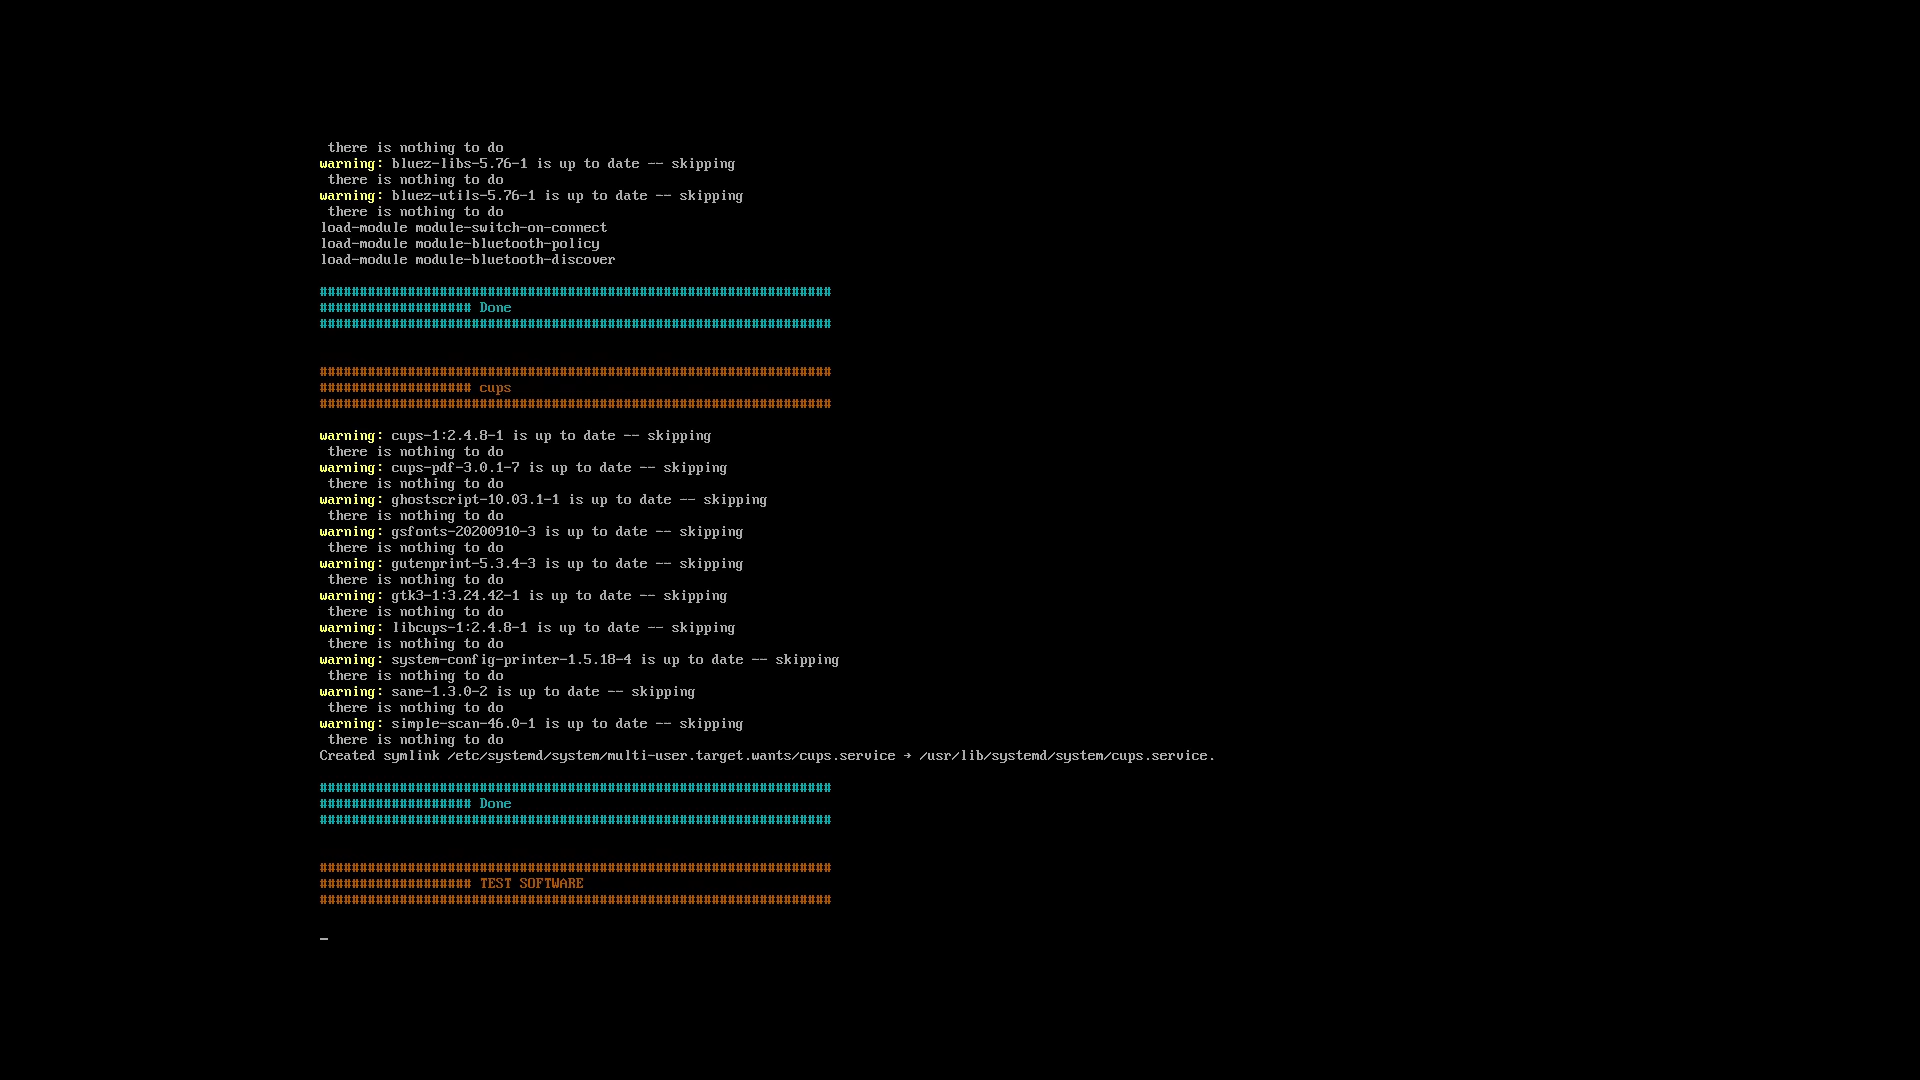 there is nothing to do
warning: bluez-libs-5.76-1 is up to date -- skipping
there is nothing to do
warning: bluez-utils-5.76-1 is up to date -- skipping
there is nothing to do
load-module module-switch-on-connect
load-module module-bluetooth-policy
load-module module-bluetooth-discover
################################################################
################### Done
################################################################
################################################################
################### cups
################################################################
warning: cups-1:2.4.8-1 is up to date -- skipping
there is nothing to do
warning: cups-pdf-3.0.1-7 is up to date -- skipping
there is nothing to do
warning: ghostscript-10.03.1-1 is up to date -- skipping
there is nothing to do
warning: gsfonts-20200910-3 is up to date -- skipping
there is nothing to do
warning: gutenprint-5.3.4-3 is up to date -- skipping
there is nothing to do
warning: gtk3-1:3.24.42-1 is up to date -- skipping
there is nothing to do
warning: libcups-1:2.4.8-1 is up to date -- skipping
there is nothing to do
warning: system-config-printer-1.5.18-4 is up to date -- skipping
there is nothing to do
warning: sane-1.3.0-2 is up to date -- skipping
there is nothing to do
warning: simple-scan-46.0-1 is up to date -- skipping
there is nothing to do
Created symlink /etc/systemd/system/multi-user.target.wants/cups.service → /usr/lib/systemd/system/cups.service.
################################################################
################### Done
################################################################
################################################################
################### TEST SOFTWARE
################################################################
_